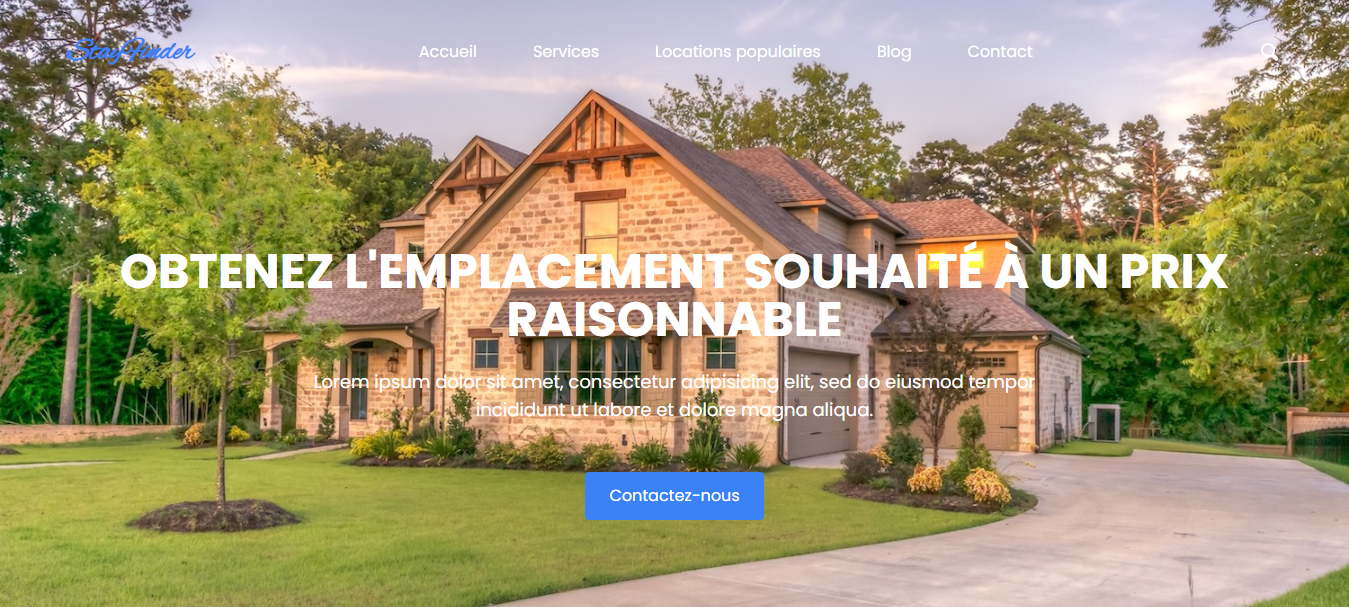 StayFinder
Accueil Services Locations populaires Blog Contact
OBTENEZ L'EMPLACEMENT SOUHAITÉ À UN PRIX
RAISONNABLE
Lorem ipsum dolor sit amet, consectetur adipisicing elit, sed do eiusmod tempor
incididunt ut labore et dolore magna aliqua.
Contactez-nous